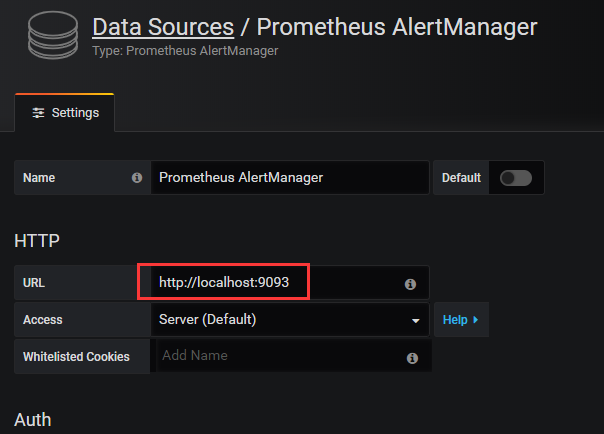 Data Sources / Prometheus AlertManager
Type: Prometheus AlertManager
Settings
Name Prometheus AlertManager Default
HTTP
URL http://localhost:9093
Access Server (Default) Help
Whitelisted Cookies Add Name
Auth